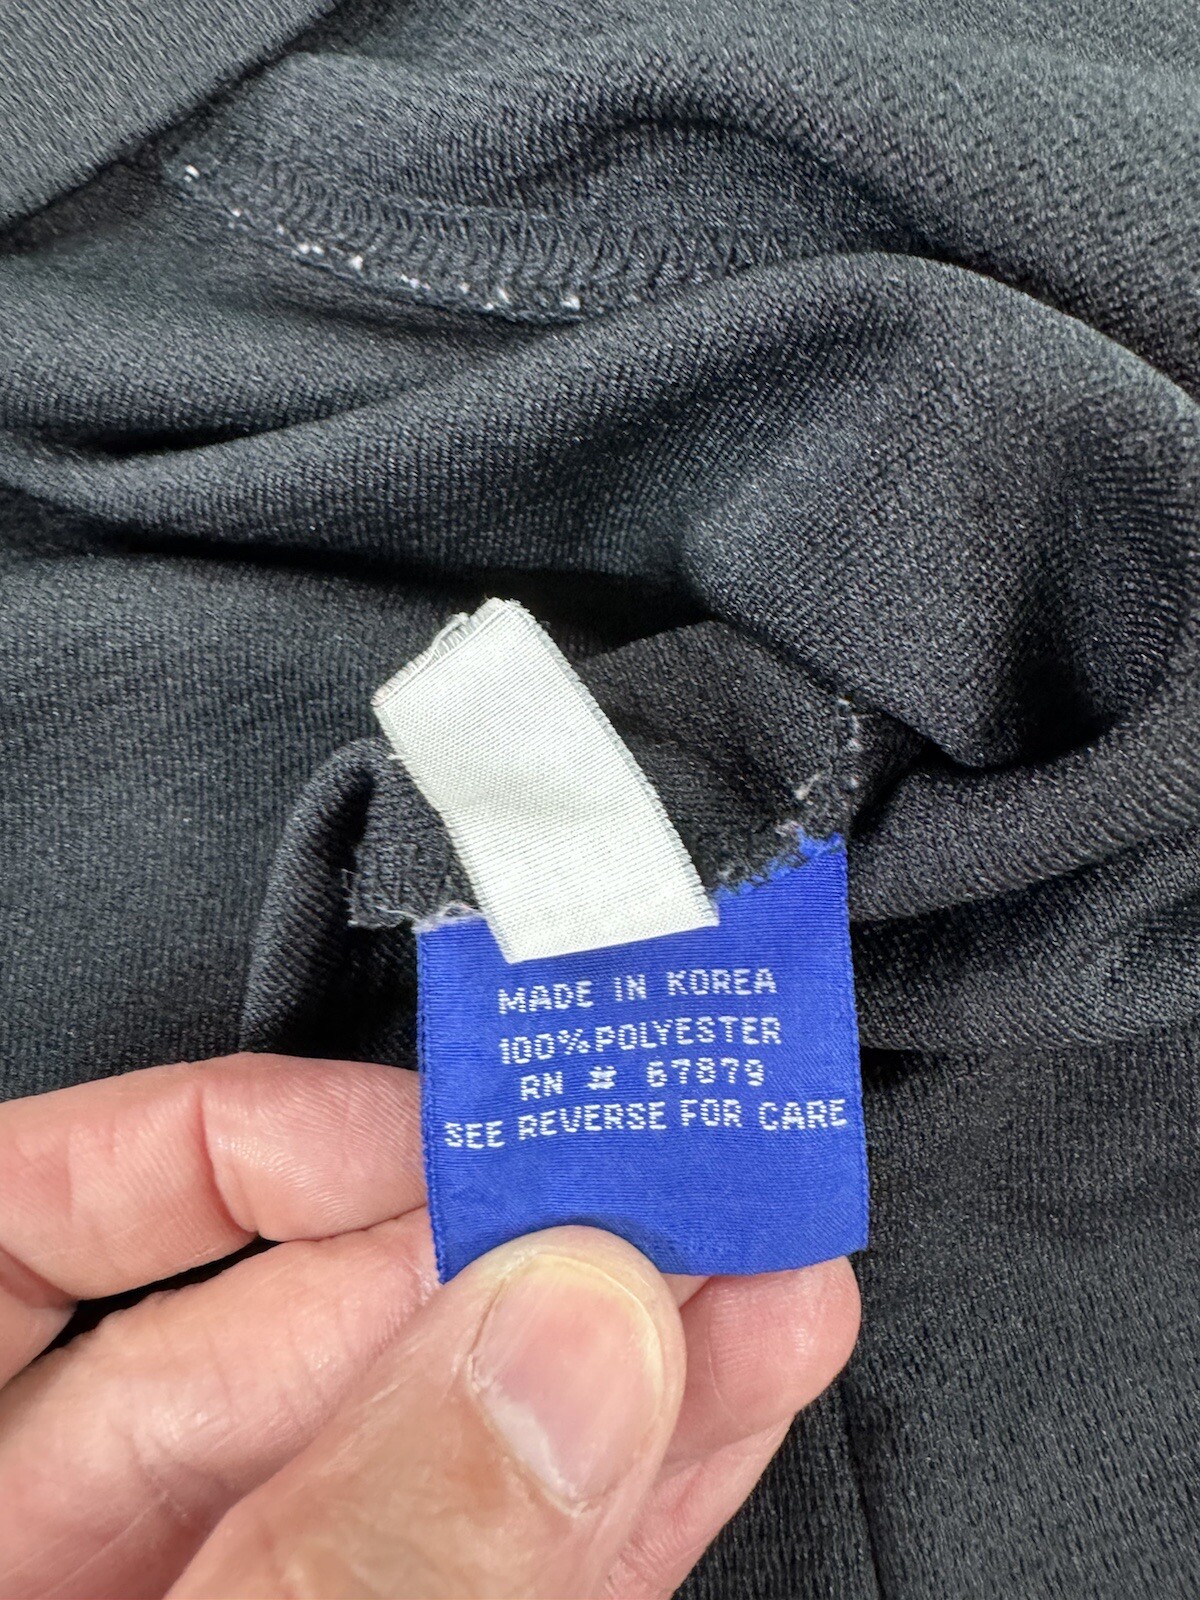 MADE IN KOREA
100%POLYESTER
RN # 67879
SEE REVERSE FOR CARE